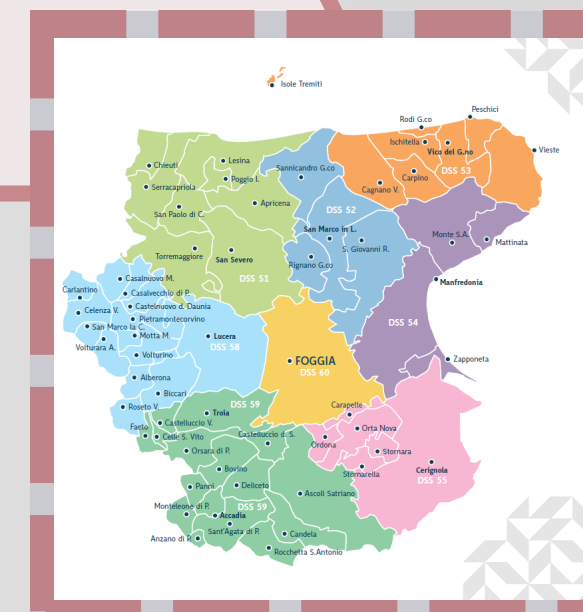 Isole Tremiti
Peschici
Rodi G.co
Ischitella
Vico del G.no
Vieste
DSS 53
Carpino
Cagnano V.
Lesina
Chieuti
Poggio I.
Sannicandro G.co
Serracapriola
Apricena
San Paolo di C.
DSS 52
San Marco in L.
S. Giovanni R.
Rignano G.co
Monte S.A.
Mattinata
Torremaggiore
San Severo
DSS 51
Manfredonia
DSS 54
Zapponeta
Casalnuovo M.
Carlantino
Casalvecchio di P.
Celenza V.
Castelnuovo d. Daunia
Pietramontecorvino
San Marco la C.
Motta M.
Volturara A.
Lucera
DSS 58
Volturino
FOGGIA
DSS 60
Alberona
Biccari
Roseto V.
DSS 59
Troia
Faeto
Castelluccio V.
Celle S. Vito
Castelluccio d. S.
Orsara di P.
Carapelle
Orta Nova
Ordona
Stornara
Stornarella
Cerignola
DSS 55
Bovino
Panni
Deliceto
Ascoli Satriano
Monteleone di P.
DSS 59
Accadia
Sant'Agata di P.
Anzano di P.
Candela
Rocchetta S.Antonio